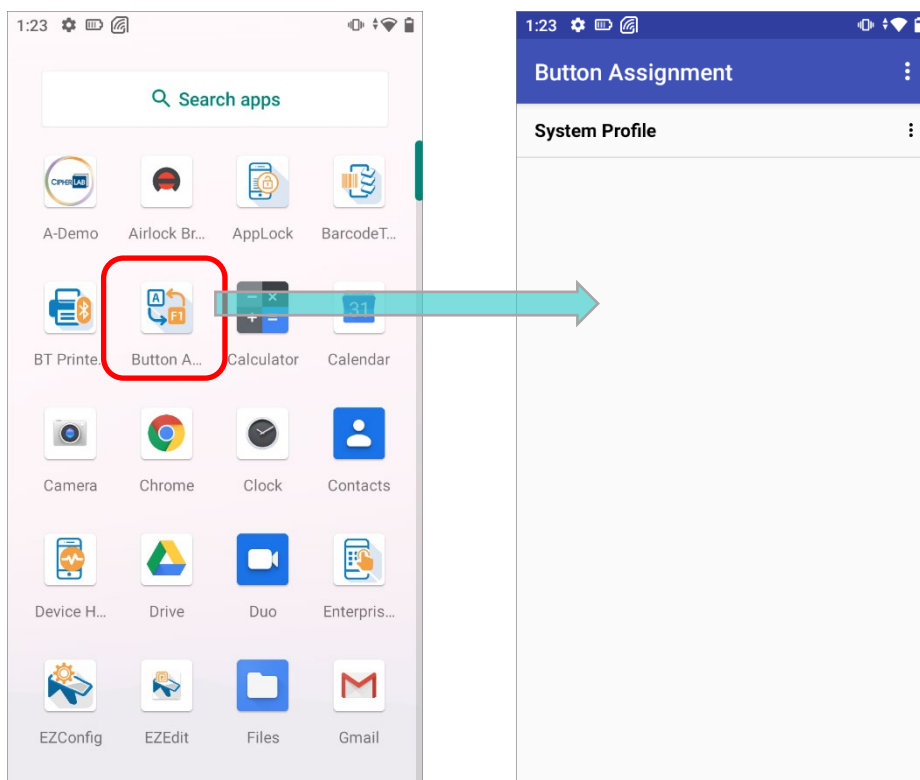 1:23
Search apps
CIPHERLAB
A-Demo Airlock Br... AppLock BarcodeT...
A F1 31
BT Printe. Button A... Calculator Calendar
Camera Chrome Clock Contacts
Device H... Drive Duo Enterpris...
EZConfig EZEdit Files Gmail
1:23
Button Assignment
System Profile